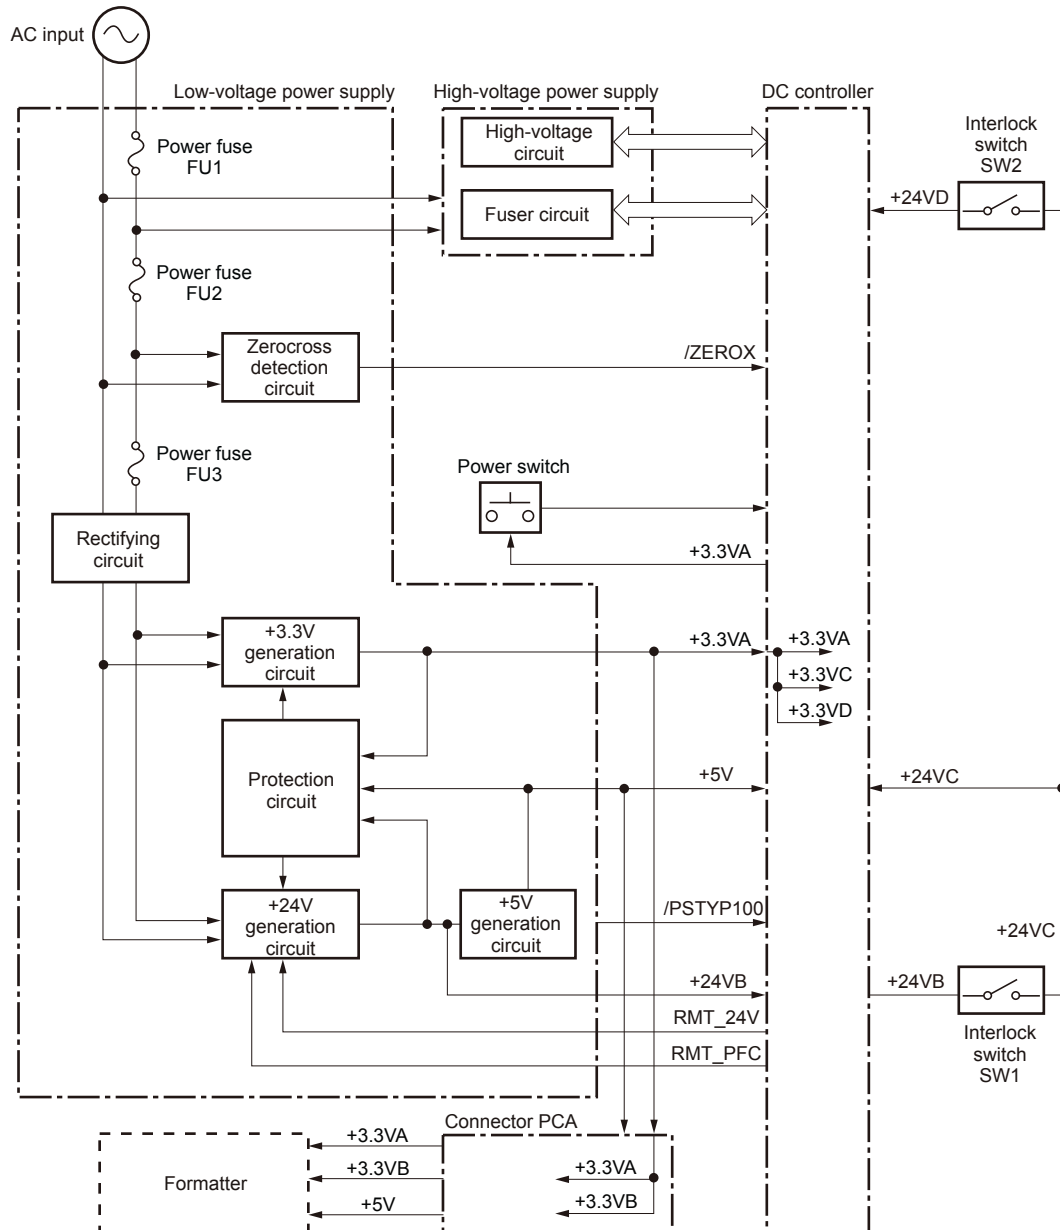 AC input
Low-voltage power supply
High-voltage power supply
DC controller
Power fuse
FU1
High-voltage
circuit
Interlock
switch
SW2
Fuser circuit
+24VD
Power fuse
FU2
Zerocross
detection
circuit
/ZEROX
Power fuse
FU3
Power switch
Rectifying
circuit
+3.3VA
+3.3V
generation
circuit
+3.3VA
+3.3VA
+3.3VC
+3.3VD
Protection
circuit
+5V
+24VC
+24V
generation
circuit
+5V
generation
circuit
/PSTYP100
+24VC
+24VB
+24VB
RMT_24V
RMT_PFC
Interlock
switch
SW1
Connector PCA
Formatter
+3.3VA
+3.3VB
+5V
+3.3VA
+3.3VB